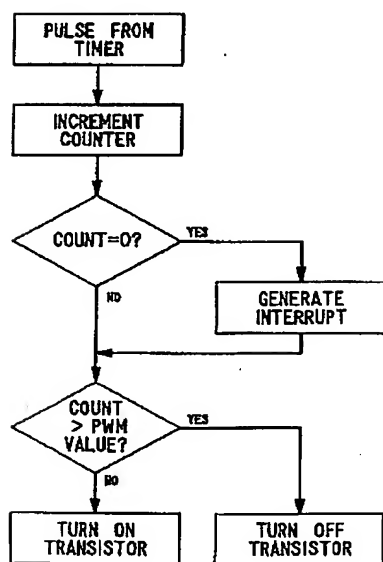 PULSE FROM
TIMER
INCREMENT
COUNTER
COUNT=0?
YES
NO
GENERATE
INTERRUPT
COUNT
> PWM
VALUE?
YES
NO
TURN ON
TRANSISTOR
TURN OFF
TRANSISTOR